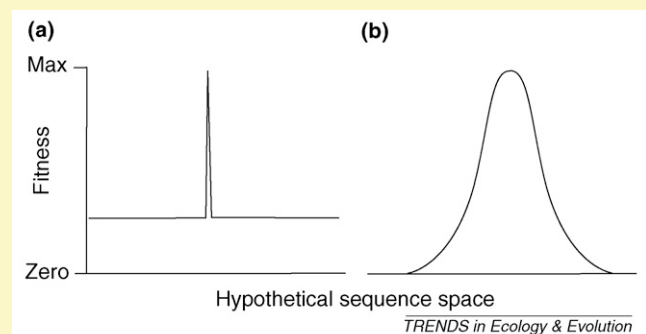 (a)
(b)
Max
Fitness
Zero
Hypothetical sequence space
TRENDS in Ecology & Evolution